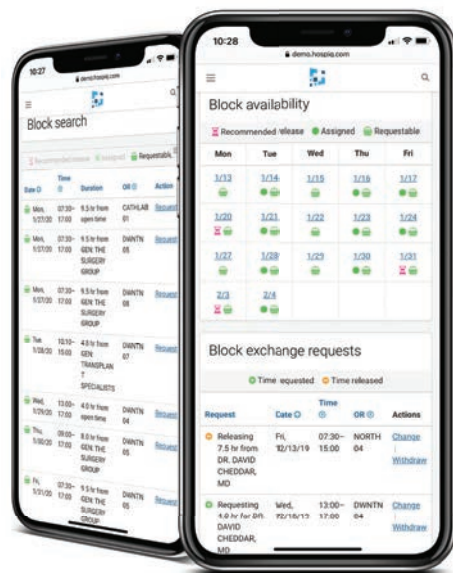 10:27
demo.hospiq.com
Block search
Recommended release Assigned Requestable
Date Time Duration OR Action
Mon, 1/27/20 07:30– 17:00 9.5 hr from open time CATHLAB 01 Request
Mon, 1/27/20 07:30– 17:00 9.5 hr from GEN: THE SURGERY GROUP DWNTN 05 Request
Mon, 1/27/20 07:30– 17:00 9.5 hr from GEN: THE SURGERY GROUP DWNTN 08 Request
Tue, 1/28/20 10:10– 15:00 GEN: TRANSPLAN T SPECIALISTS DWNTN 07 Request
Wed, 1/29/20 13:00– 17:00 4.0 hr from open time DWNTN 04 Request
Thu, 1/30/20 09:00– 17:00 8.0 hr from GEN: THE SURGERY GROUP DWNTN 05 Request
Fri, 1/31/20 07:30– 17:00 9.5 hr from GEN: THE SURGERY GROUP DWNTN 05 Request
10:28
demo.hospiq.com
Block availability
Recommended release Assigned Requestable
Mon Tue Wed Thu Fri
1/13 1/14 1/15 1/16 1/17
1/20 1/21 1/22 1/23 1/24
1/27 1/28 1/29 1/30 1/31
2/3 2/4
Block exchange requests
Time equested Time released
Request Date Time OR Actions
Releasing Fri, 07:30– NORTH Change
7.5 hr from 12/13/19 15:00 04
DR. DAVID Withdraw
CHEDDAR,
MD
Requesting Wed, 13:00– DWNTN Change
17:00 04
DAVID Withdraw
CHEDDAR,
MD